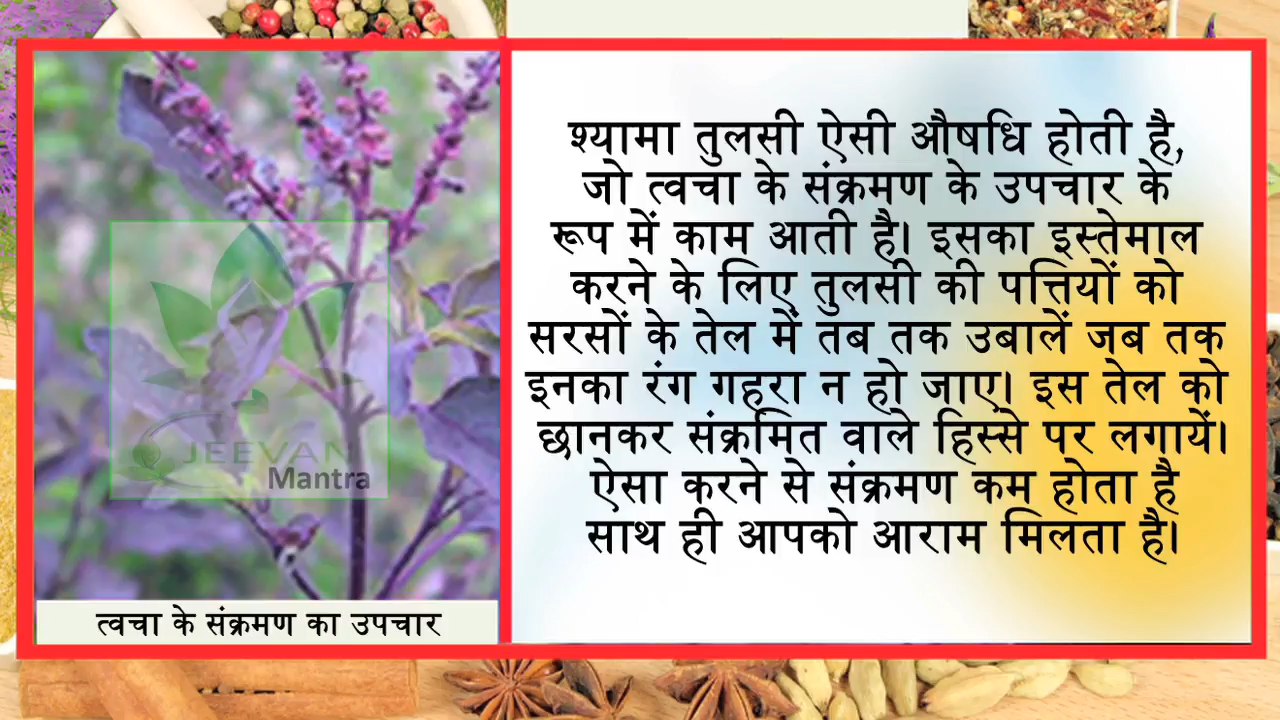 श्यामा तुलसी ऐसी औषधि होती है,
जो त्वचा के संक्रमण के उपचार के
रूप में काम आती है। इसका इस्तेमाल
करने के लिए तुलसी की पत्तियों को
सरसों के तेल में तब तक उबालें जब तक
इनका रंग गहरा न हो जाए। इस तेल को
छानकर संक्रमित वाले हिस्से पर लगायें।
ऐसा करने से संक्रमण कम होता है
साथ ही आपको आराम मिलता है।
JEEVAN
Mantra
त्वचा के संक्रमण का उपचार